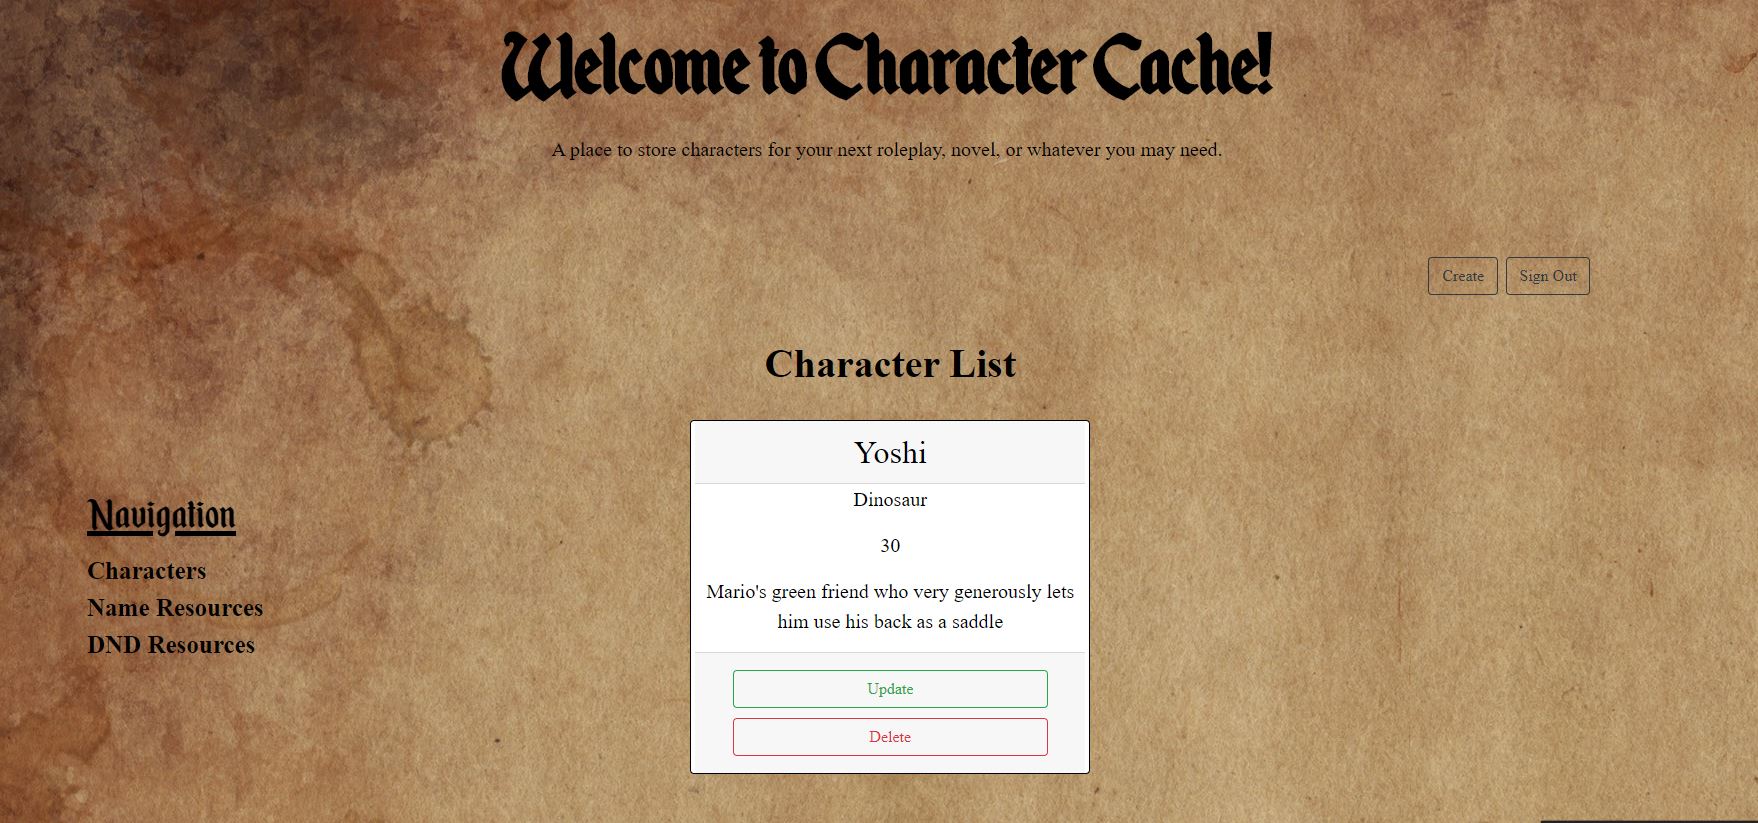 Welcome to Character Cache!
A place to store characters for your next roleplay, novel, or whatever you may need.
Create
Sign Out
Character List
Yoshi
Dinosaur
30
Mario's green friend who very generously lets
him use his back as a saddle
Update
Delete
Navigation
Characters
Name Resources
DND Resources